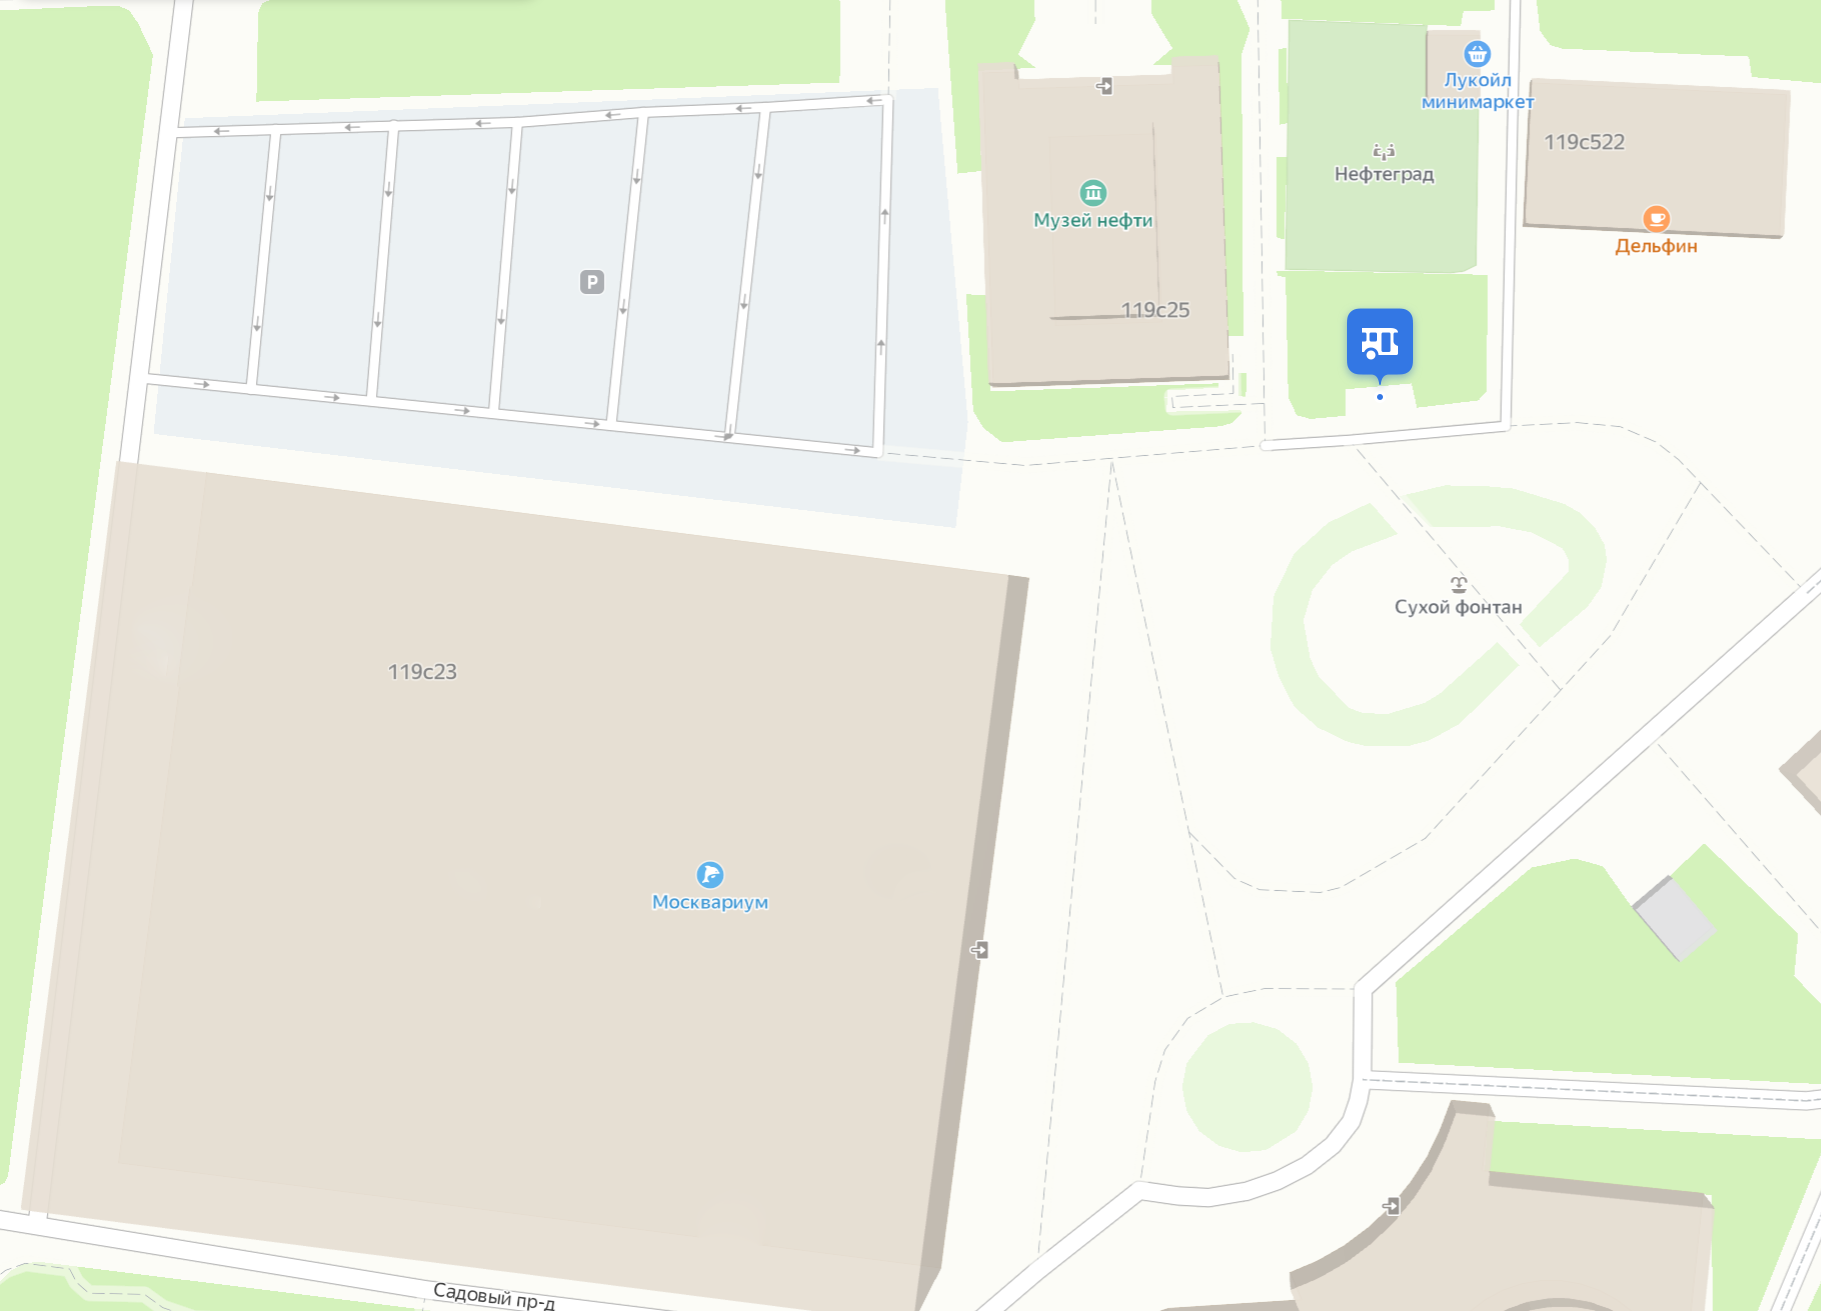 Лукойл
минимаркет
119с522
Нефтеград
Музей нефти
Дельфин
P
119с25
Сухой фонтан
119с23
Москвариум
Садовый пр-д